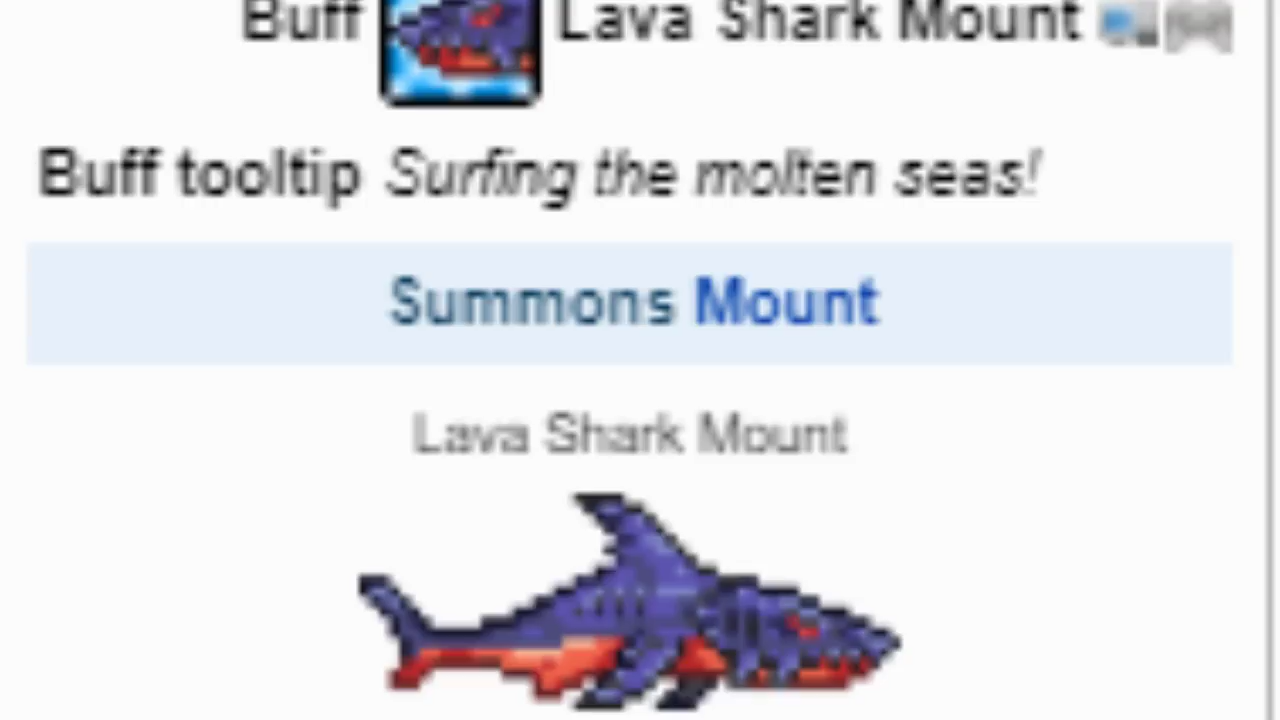 Buff Lava Shark Mount
Buff tooltip Surfing the molten seas!
Summons Mount
Lava Shark Mount